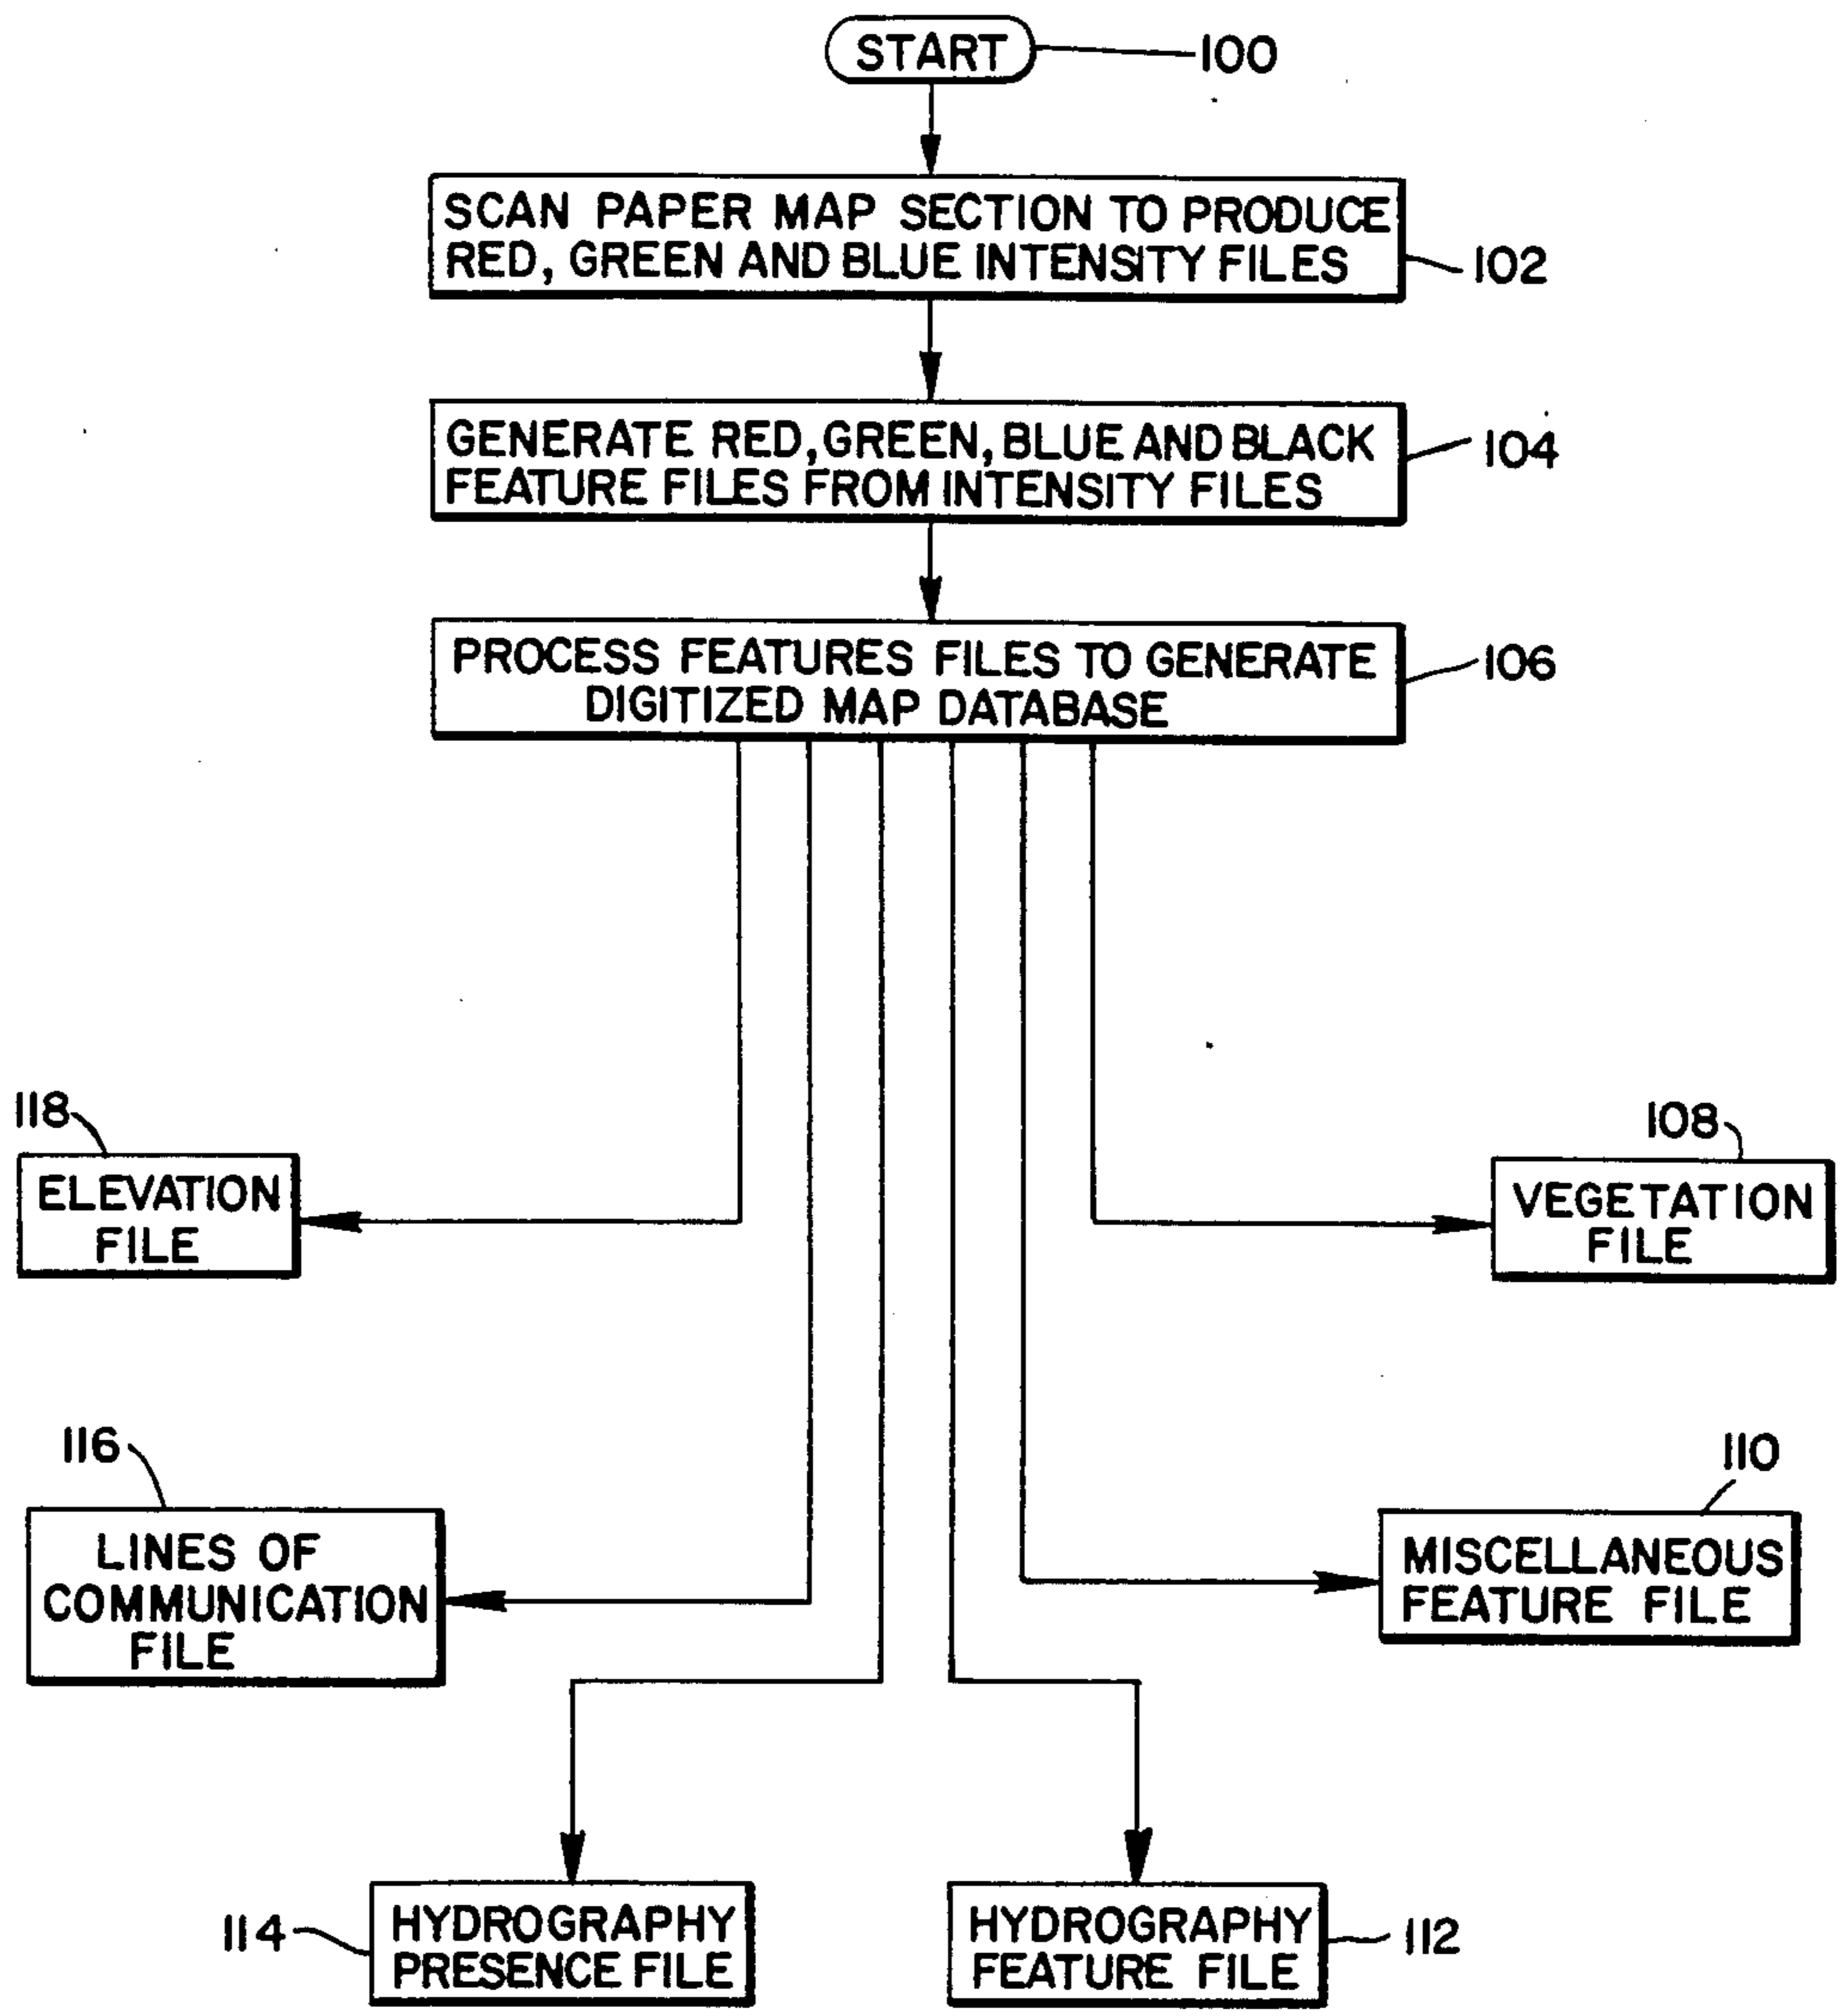 START
100
SCAN PAPER MAP SECTION TO PRODUCE
RED, GREEN AND BLUE INTENSITY FILES
102
GENERATE RED, GREEN, BLUE AND BLACK
FEATURE FILES FROM INTENSITY FILES
104
PROCESS FEATURES FILES TO GENERATE
DIGITIZED MAP DATABASE
106
118
ELEVATION
FILE
108
VEGETATION
FILE
116
LINES OF
COMMUNICATION
FILE
110
MISCELLANEOUS
FEATURE FILE
114
HYDROGRAPHY
PRESENCE FILE
HYDROGRAPHY
FEATURE FILE
112